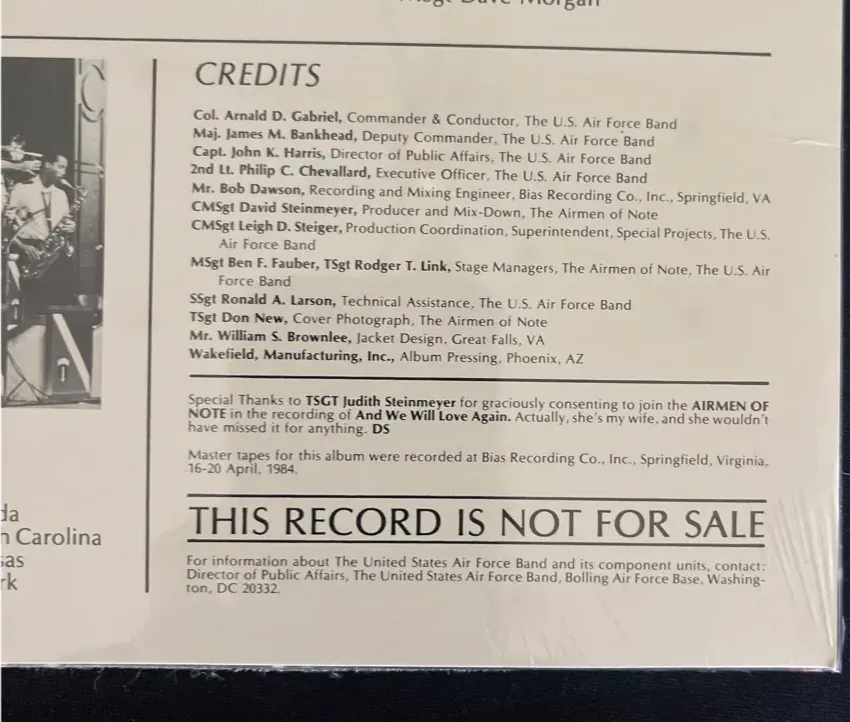 MSgt Dave Morgan
CREDITS
Col. Arnald D. Gabriel, Commander & Conductor, The U.S. Air Force Band
Maj. James M. Bankhead, Deputy Commander, The U.S. Air Force Band
Capt. John K. Harris, Director of Public Affairs, The U.S. Air Force Band
2nd Lt. Philip C. Chevallard, Executive Officer, The U.S. Air Force Band
Mr. Bob Dawson, Recording and Mixing Engineer, Bias Recording Co., Inc., Springfield, VA
CMSgt David Steinmeyer, Producer and Mix-Down, The Airmen of Note
CMSgt Leigh D. Steiger, Production Coordination, Superintendent, Special Projects, The U.S.
Air Force Band
MSgt Ben F. Fauber, TSgt Rodger T. Link, Stage Managers, The Airmen of Note, The U.S. Air
Force Band
SSgt Ronald A. Larson, Technical Assistance, The U.S. Air Force Band
TSgt Don New, Cover Photograph, The Airmen of Note
Mr. William S. Brownlee, Jacket Design, Great Falls, VA
Wakefield, Manufacturing, Inc., Album Pressing, Phoenix, AZ
Special Thanks to TSGT Judith Steinmeyer for graciously consenting to join the AIRMEN OF
NOTE in the recording of And We Will Love Again. Actually, she's my wife, and she wouldn't
have missed it for anything. DS
Master tapes for this album were recorded at Bias Recording Co., Inc., Springfield, Virginia,
16-20 April, 1984.
THIS RECORD IS NOT FOR SALE
For information about The United States Air Force Band and its component units, contact:
Director of Public Affairs, The United States Air Force Band, Bolling Air Force Base, Washing-
ton, DC 20332.
da
h Carolina
sas
rk